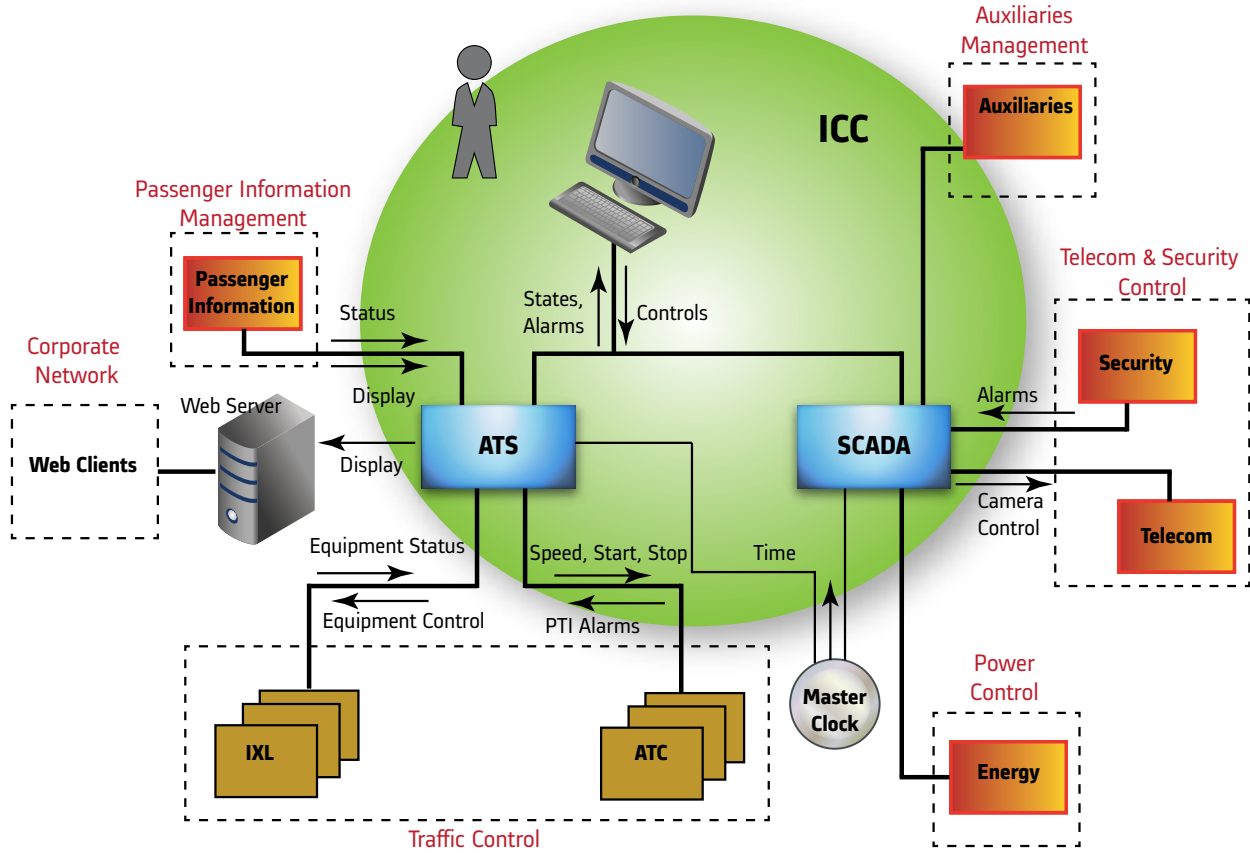 Auxiliaries
Management
Auxiliaries
ICC
Passenger Information
Management
Passenger
Information
Status
Display
States,
Alarms
Controls
Telecom & Security
Control
Security
Alarms
Camera
Control
Telecom
Corporate
Network
Web Server
Web Clients
Display
ATS
SCADA
Equipment Status
Equipment Control
Speed, Start, Stop
PTI Alarms
Time
Master
Clock
Power
Control
Energy
IXL
ATC
Traffic Control